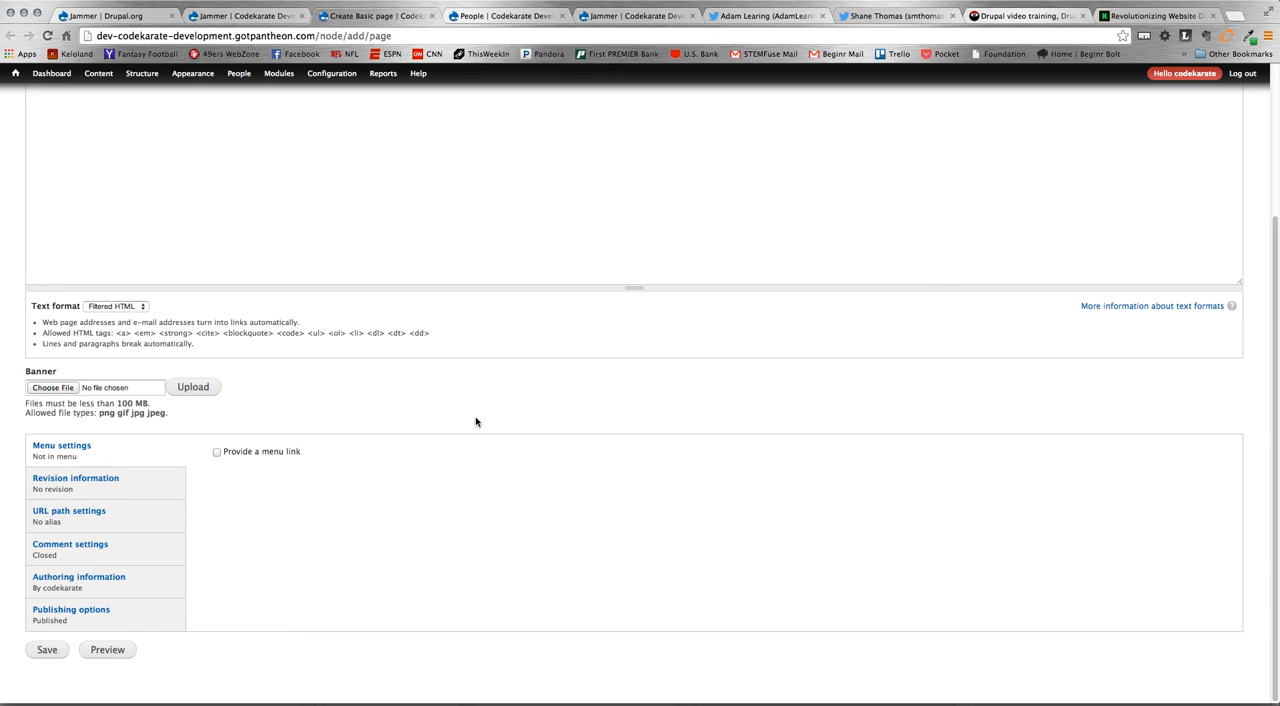 Jammer | Drupal.org
Jammer | Codekarate Deve
Create Basic page | Codek
People | Codekarate Devel
Jammer | Codekarate Deve
Adam Learing (AdamLearin
Shane Thomas (smthomas
Drupal video training, Dru
Revolutionizing Website D
dev-codekarate-development.gotpantheon.com/node/add/page
Apps Keloland Fantasy Football 49ers WebZone Facebook NFL ESPN CNN ThisWeekIn Pandora First PREMIER Bank U.S. Bank STEMFuse Mail Beginr Mail Trello Pocket Foundation Home | Beginr Bolt » Other Bookmarks
Dashboard Content Structure Appearance People Modules Configuration Reports Help Hello codekarate Log out
Text format Filtered HTML More information about text formats ?
Web page addresses and e-mail addresses turn into links automatically.
Allowed HTML tags: <a> <em> <strong> <cite> <blockquote> <code> <ul> <ol> <li> <dl> <dt> <dd>
Lines and paragraphs break automatically.
Banner
Choose File No file chosen Upload
Files must be less than 100 MB.
Allowed file types: png gif jpg jpeg.
Menu settings
Not in menu
Provide a menu link
Revision information
No revision
URL path settings
No alias
Comment settings
Closed
Authoring information
By codekarate
Publishing options
Published
Save Preview